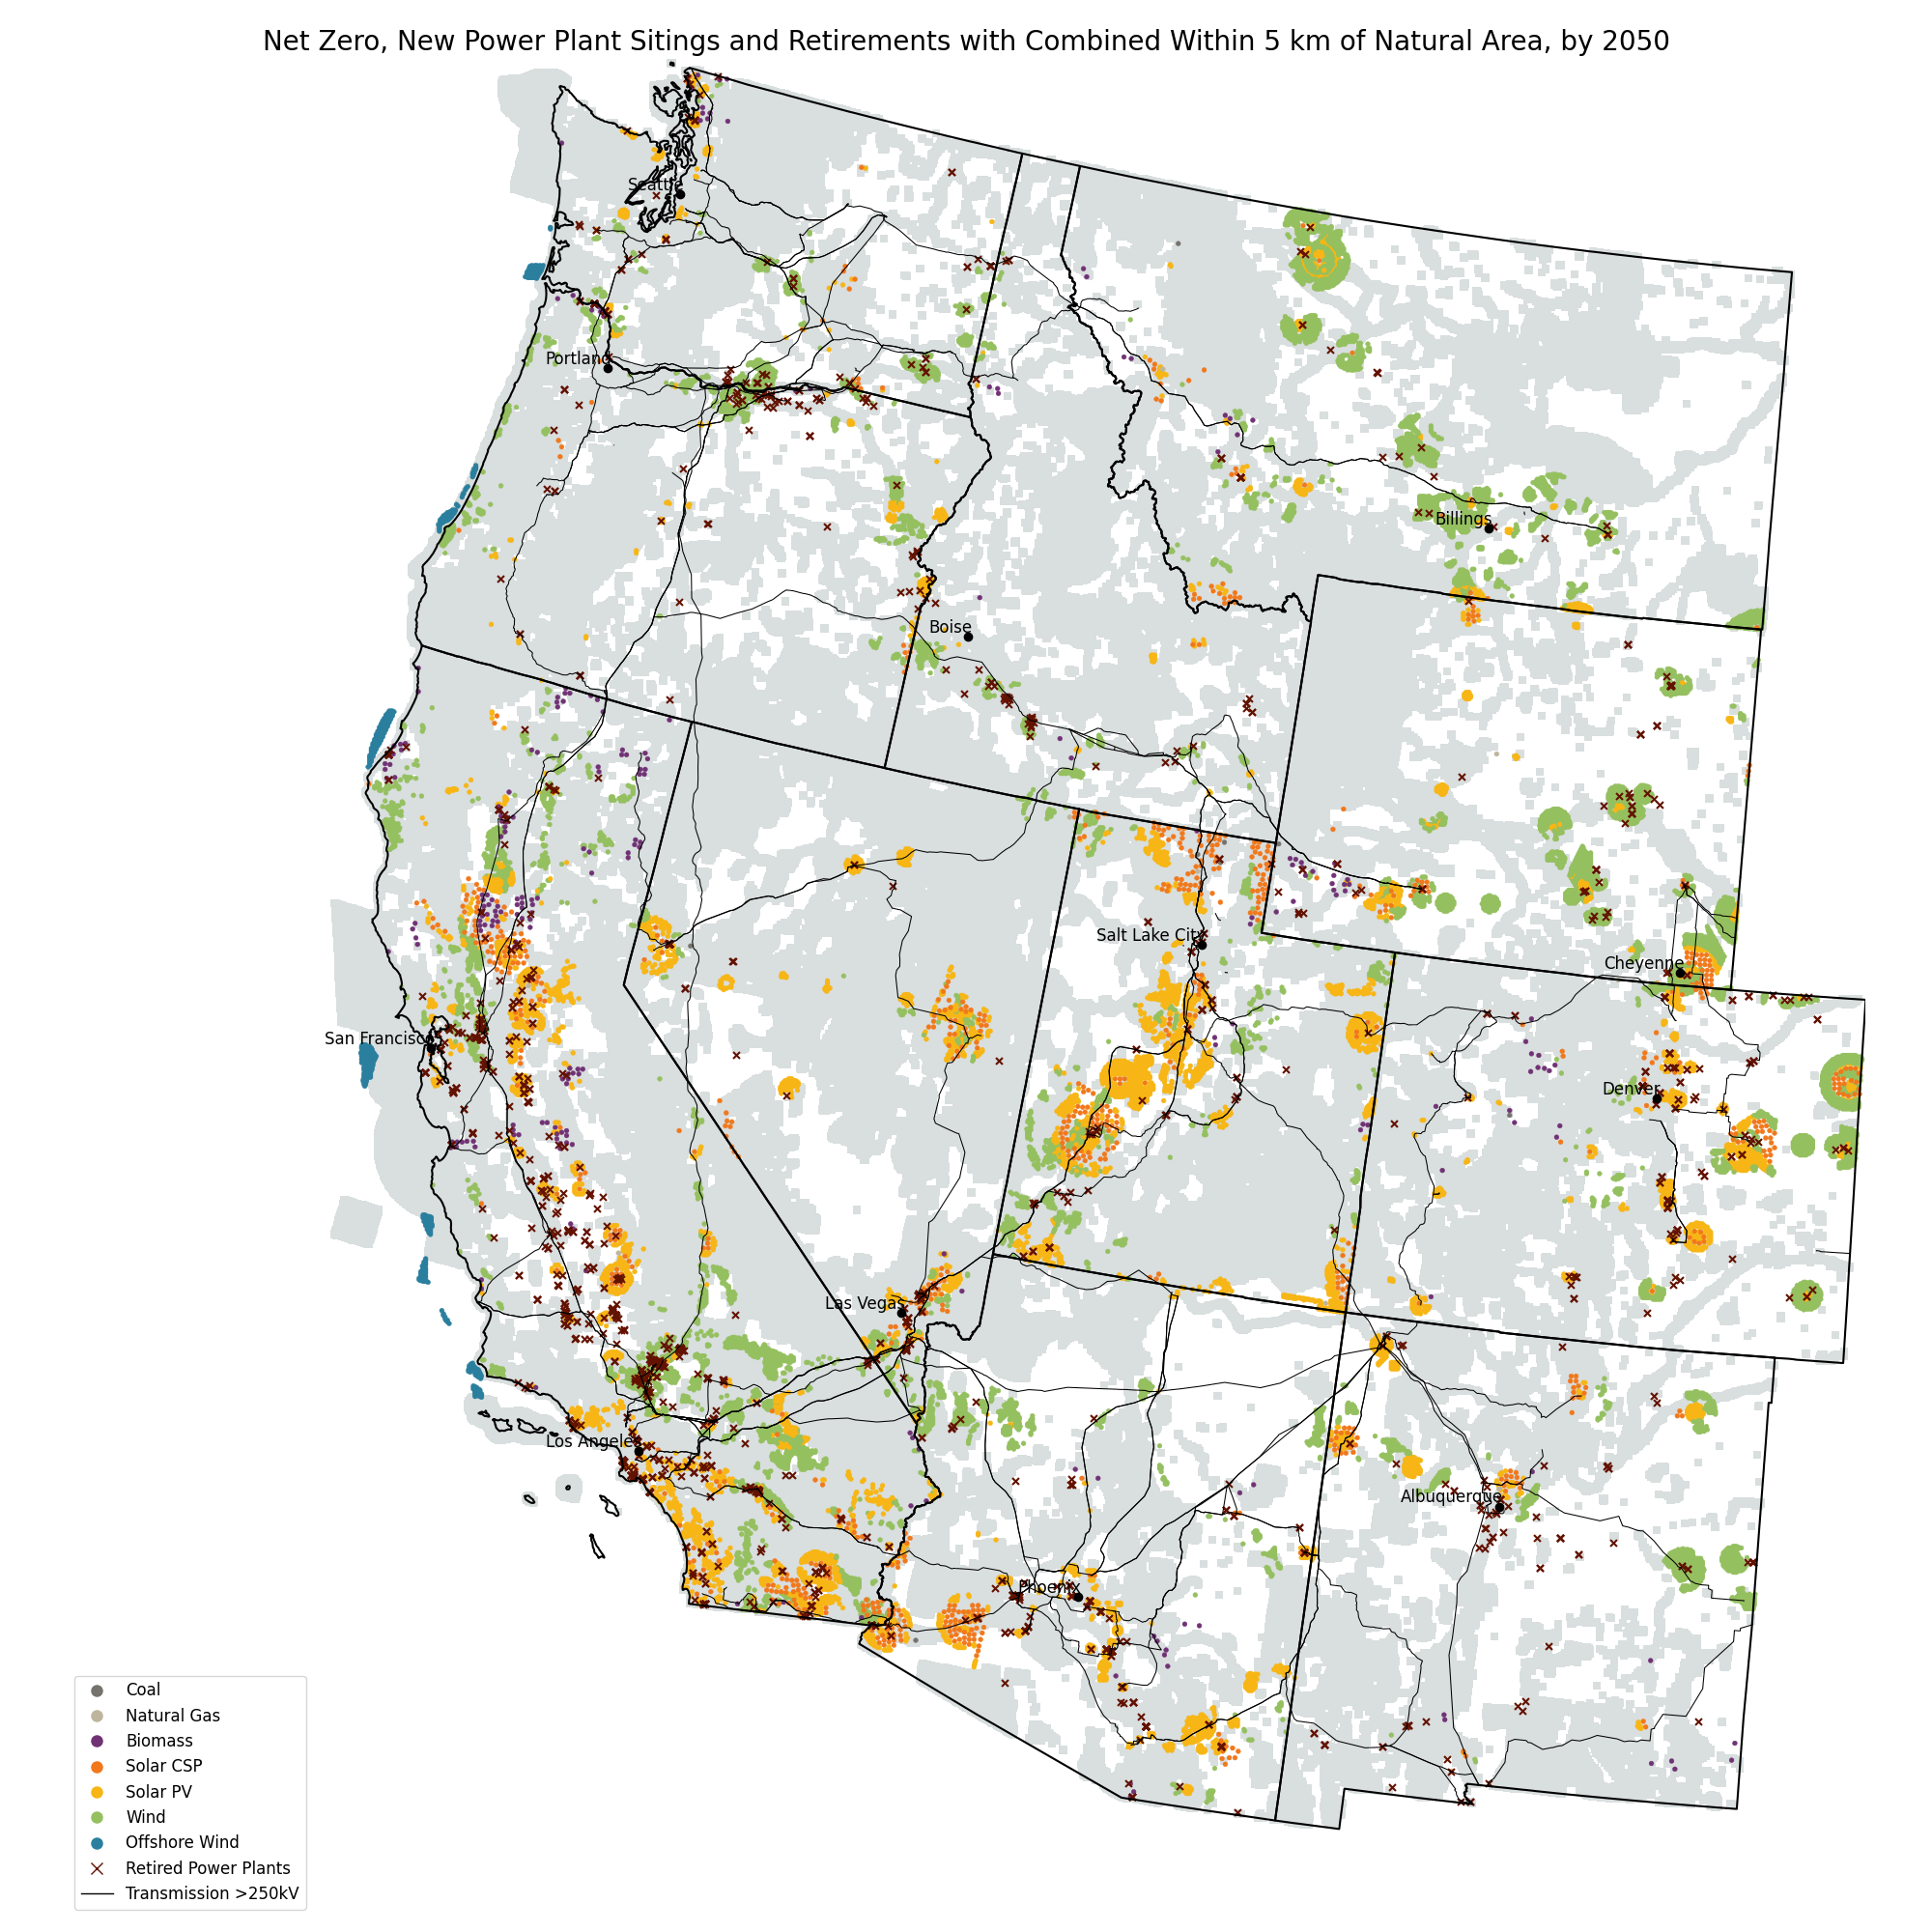 Net Zero, New Power Plant Sitings and Retirements with Combined Within 5 km of Natural Area, by 2050
Seattle
Portland
Billings
Boise
Salt Lake City
Cheyenne
San Francisco
Denver
Las Vegas
Los Angeles
Albuquerque
Phoenix
Coal
Natural Gas
Biomass
Solar CSP
Solar PV
Wind
Offshore Wind
Retired Power Plants
Transmission >250kV